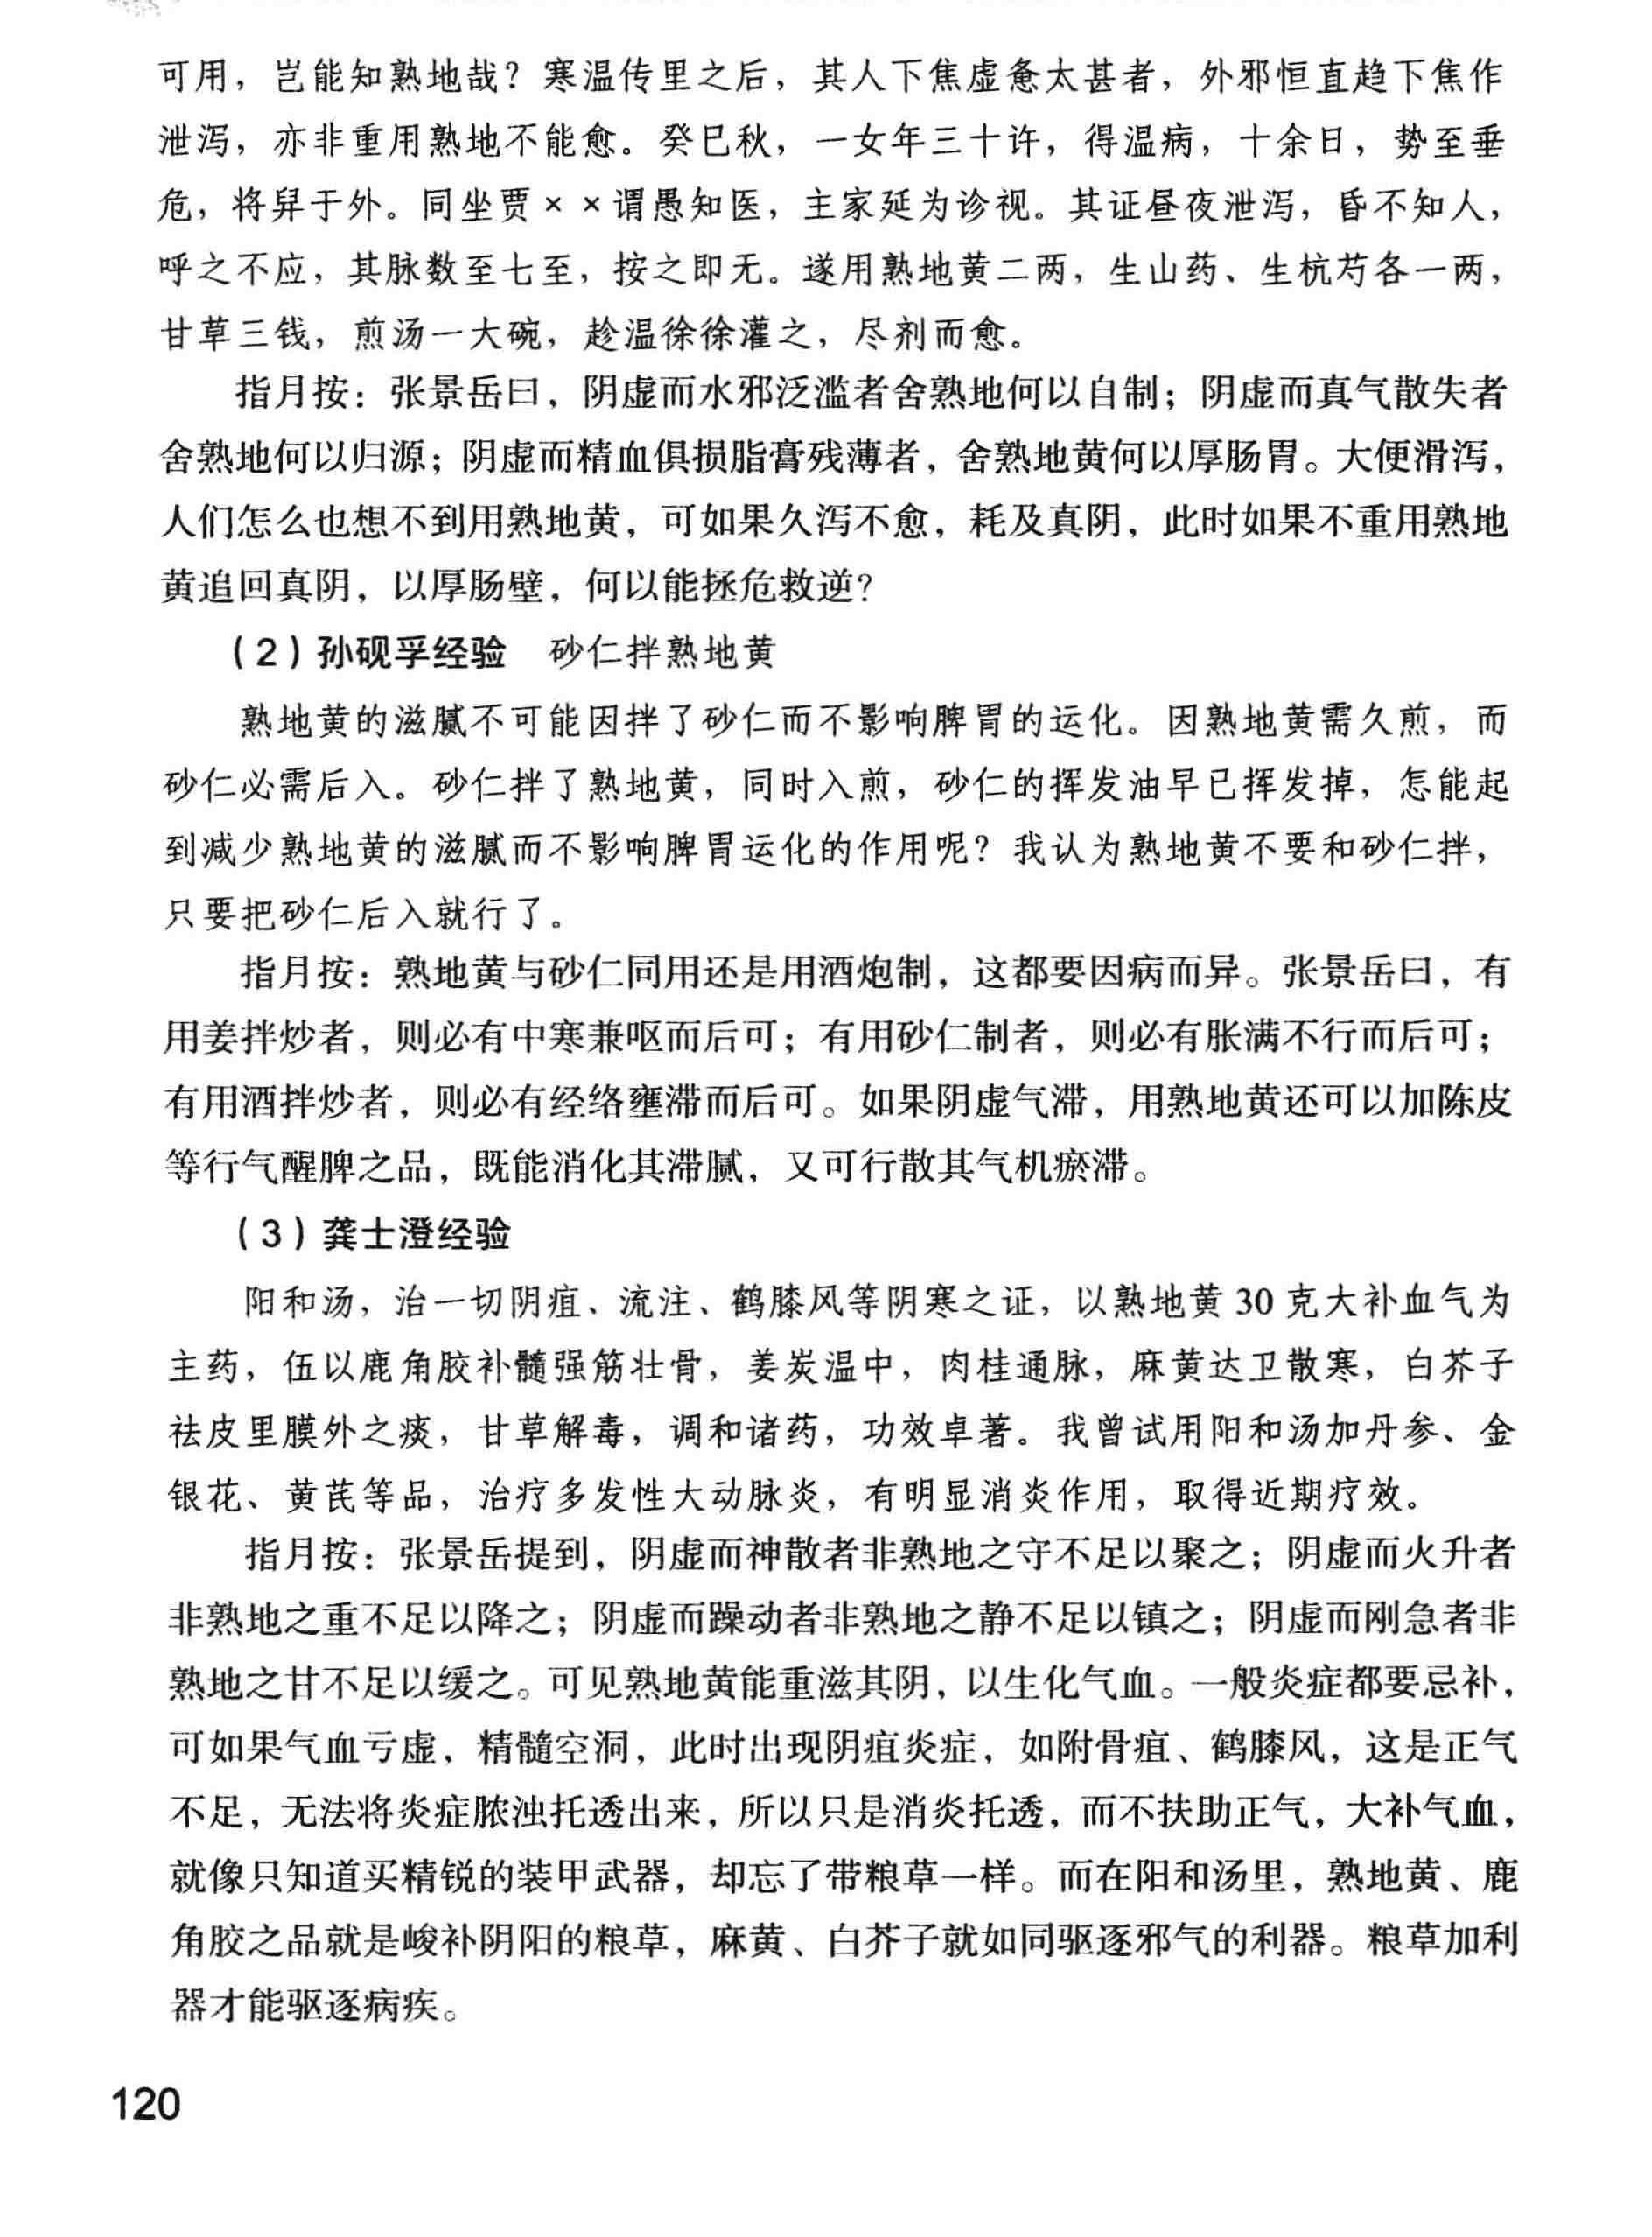 可用，岂能知熟地哉？寒温传里之后，其人下焦虚惫太甚者，外邪恒直趋下焦作
泄泻，亦非重用熟地不能愈。癸巳秋，一女年三十许，得温病，十余日，势至垂
危，将舁于外。同坐贾××谓愚知医，主家延为诊视。其证昼夜泄泻，昏不知人，
呼之不应，其脉数至七至，按之即无。遂用熟地黄二两，生山药、生杭芍各一两，
甘草三钱，煎汤一大碗，趁温徐徐灌之，尽剂而愈。
指月按：张景岳曰，阴虚而水邪泛滥者舍熟地何以自制；阴虚而真气散失者
舍熟地何以归源；阴虚而精血俱损脂膏残薄者，舍熟地黄何以厚肠胃。大便滑泻，
人们怎么也想不到用熟地黄，可如果久泻不愈，耗及真阴，此时如果不重用熟地
黄追回真阴，以厚肠壁，何以能拯危救逆？
（2）孙砚孚经验 砂仁拌熟地黄
熟地黄的滋腻不可能因拌了砂仁而不影响脾胃的运化。因熟地黄需久煎，而
砂仁必需后入。砂仁拌了熟地黄，同时入煎，砂仁的挥发油早已挥发掉，怎能起
到减少熟地黄的滋腻而不影响脾胃运化的作用呢？我认为熟地黄不要和砂仁拌，
只要把砂仁后入就行了。
指月按：熟地黄与砂仁同用还是用酒炮制，这都要因病而异。张景岳曰，有
用姜拌炒者，则必有中寒兼呕而后可；有用砂仁制者，则必有胀满不行而后可；
有用酒拌炒者，则必有经络壅滞而后可。如果阴虚气滞，用熟地黄还可以加陈皮
等行气醒脾之品，既能消化其滞腻，又可行散其气机瘀滞。
（3）龚士澄经验
阳和汤，治一切阴疽、流注、鹤膝风等阴寒之证，以熟地黄 30 克大补血气为
主药，伍以鹿角胶补髓强筋壮骨，姜炭温中，肉桂通脉，麻黄达卫散寒，白芥子
祛皮里膜外之痰，甘草解毒，调和诸药，功效卓著。我曾试用阳和汤加丹参、金
银花、黄芪等品，治疗多发性大动脉炎，有明显消炎作用，取得近期疗效。
指月按：张景岳提到，阴虚而神散者非熟地之守不足以聚之；阴虚而火升者
非熟地之重不足以降之；阴虚而躁动者非熟地之静不足以镇之；阴虚而刚急者非
熟地之甘不足以缓之。可见熟地黄能重滋其阴，以生化气血。一般炎症都要忌补，
可如果气血亏虚，精髓空洞，此时出现阴疽炎症，如附骨疽、鹤膝风，这是正气
不足，无法将炎症脓浊托透出来，所以只是消炎托透，而不扶助正气，大补气血，
就像只知道买精锐的装甲武器，却忘了带粮草一样。而在阳和汤里，熟地黄、鹿
角胶之品就是峻补阴阳的粮草，麻黄、白芥子就如同驱逐邪气的利器。粮草加利
器才能驱逐病疾。
120